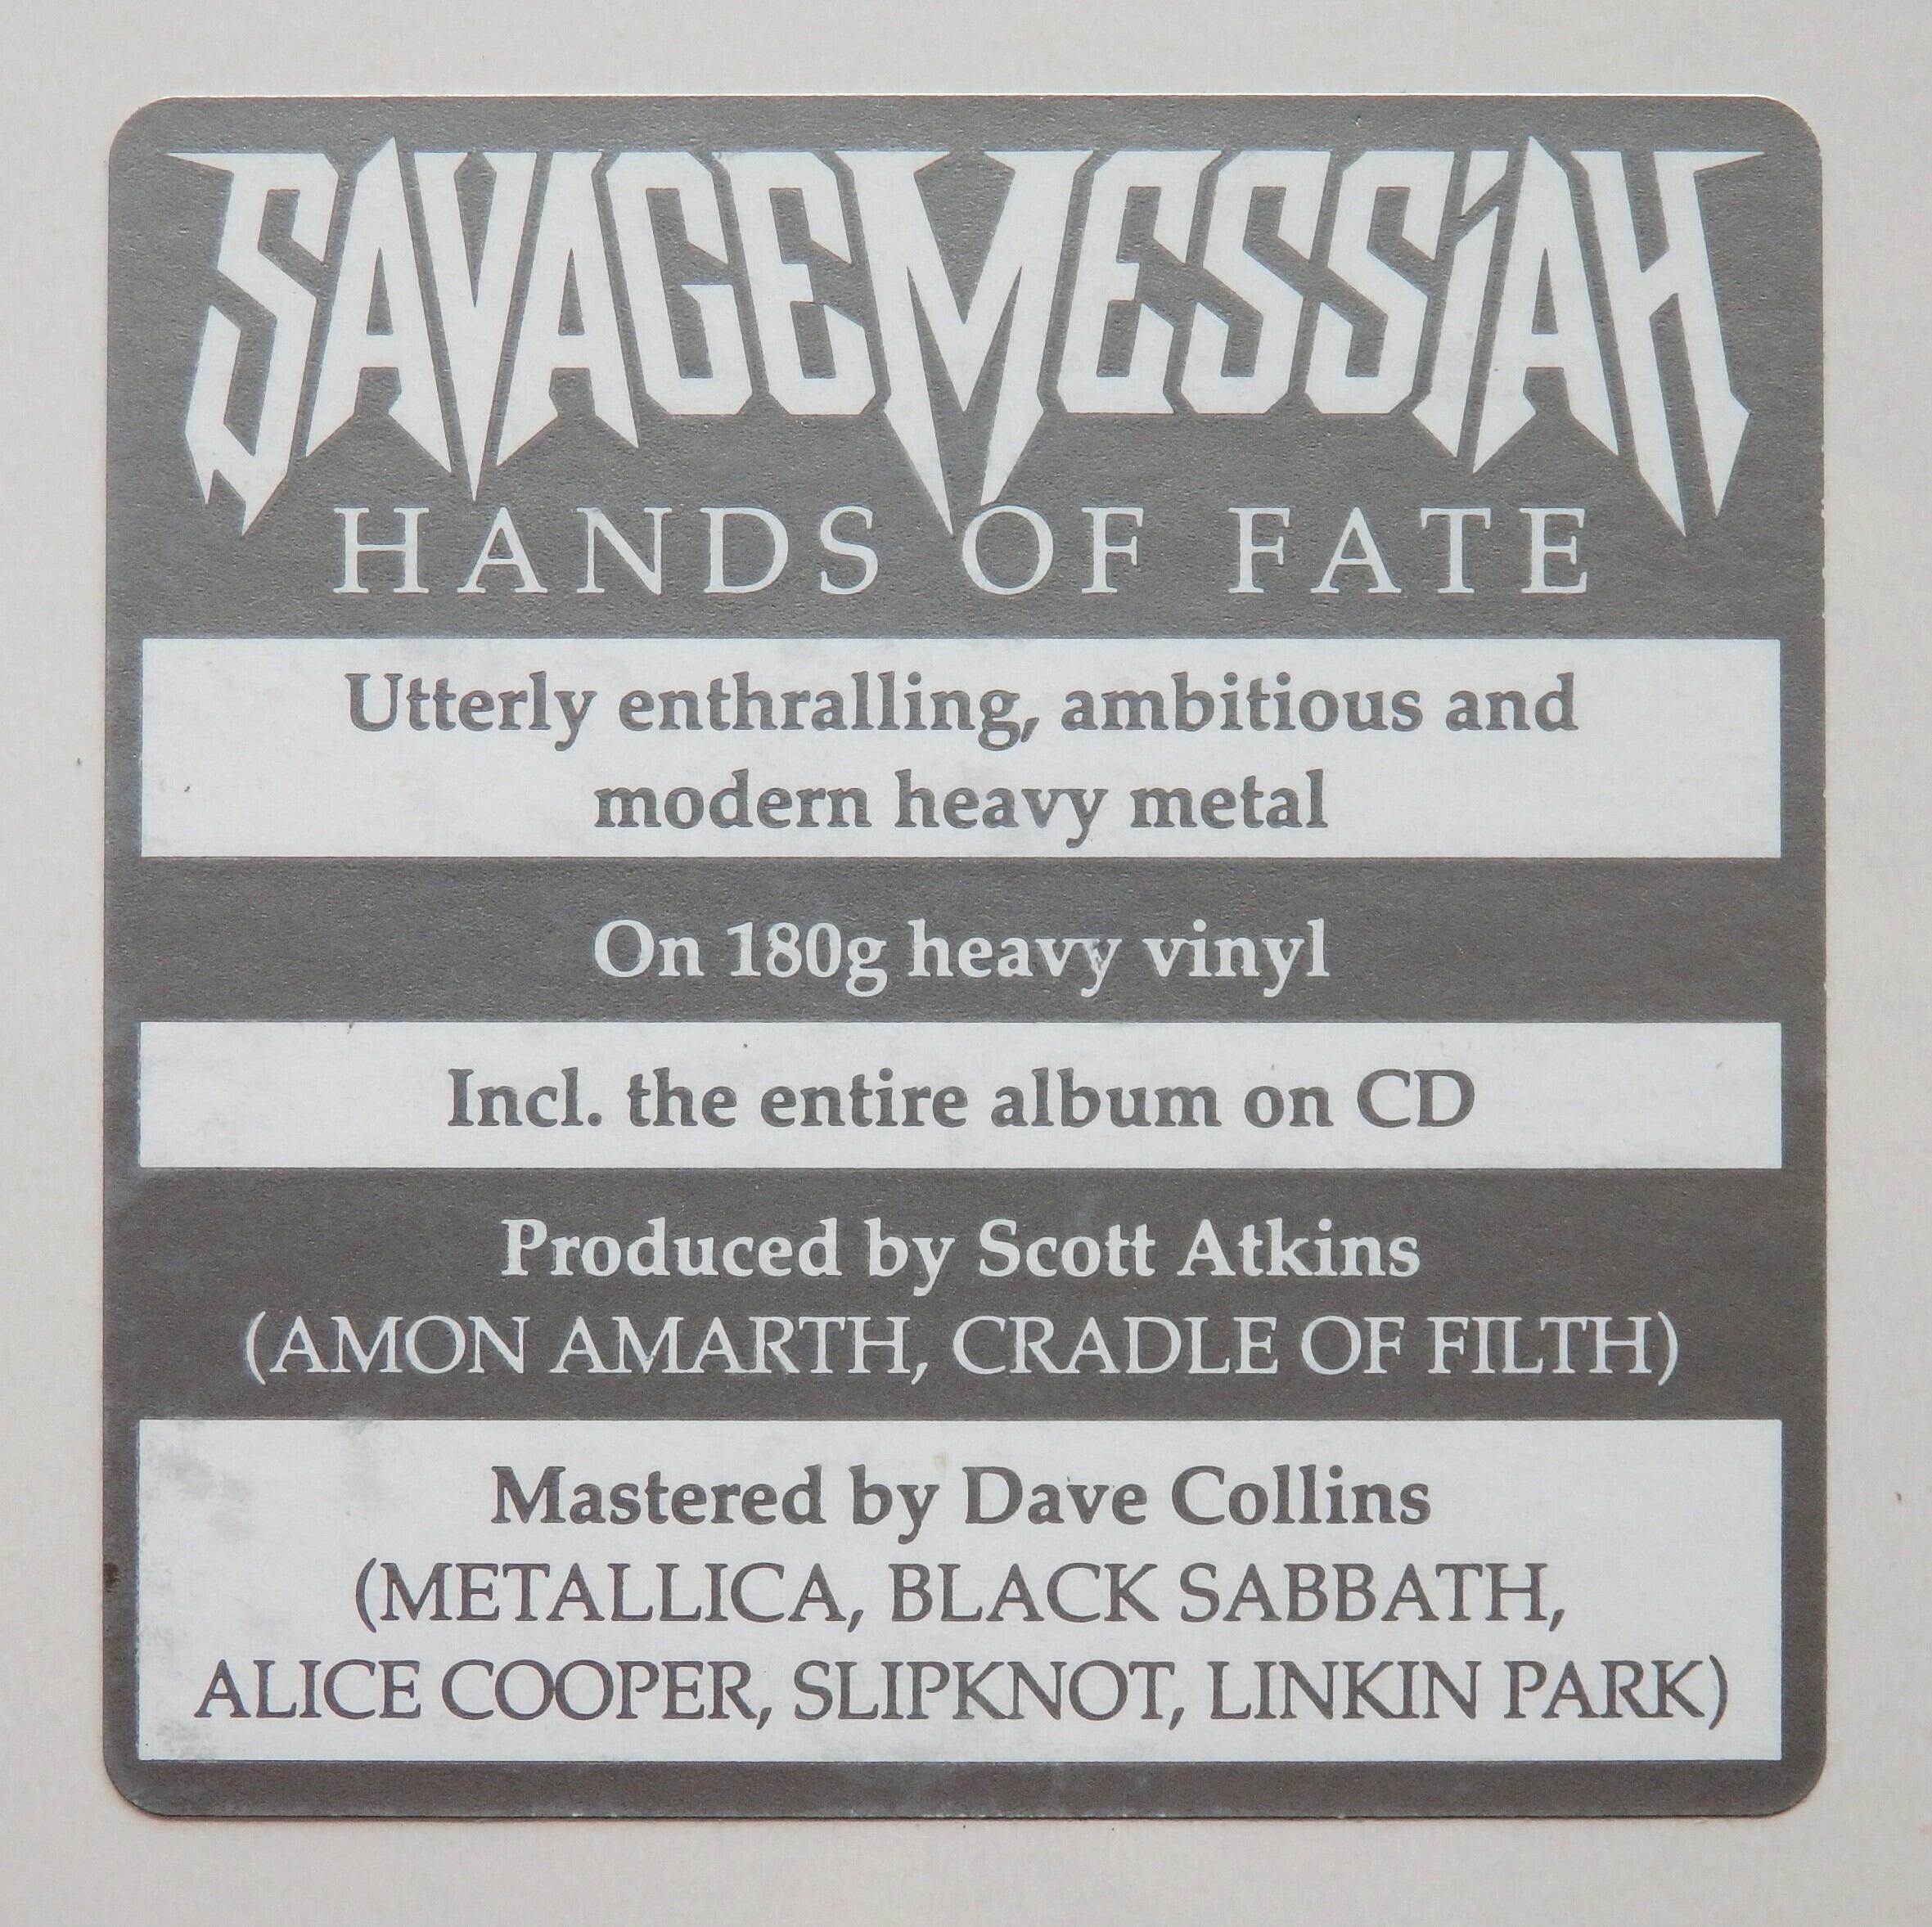 SAVAGE MESSiAH
HANDS OF FATE
Utterly enthralling, ambitious and
modern heavy metal
On 180g heavy vinyl
Incl. the entire album on CD
Produced by Scott Atkins
(AMON AMARTH, CRADLE OF FILTH)
Mastered by Dave Collins
(METALLICA, BLACK SABBATH,
ALICE COOPER, SLIPKNOT, LINKIN PARK)